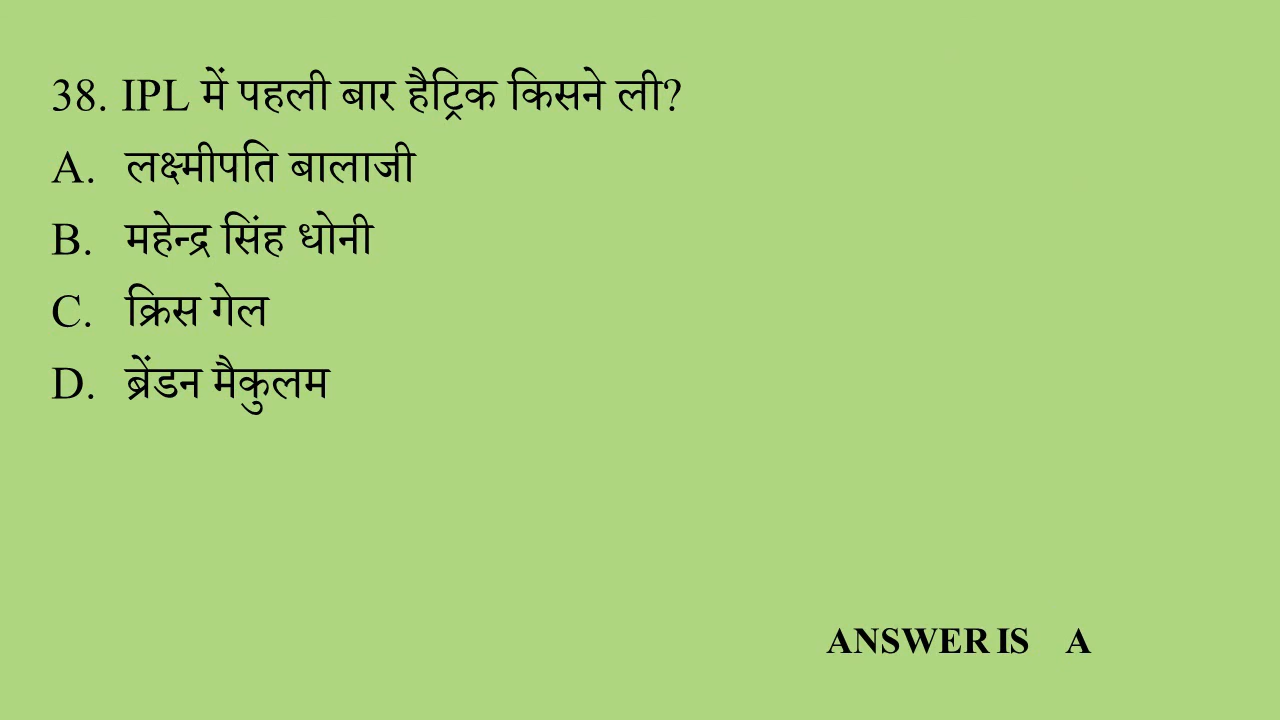 38. IPL में पहली बार हैट्रिक किसने ली?
A. लक्ष्मीपति बालाजी
B. महेन्द्र सिंह धोनी
C. क्रिस गेल
D. ब्रेंडन मैकुलम
ANSWER IS A